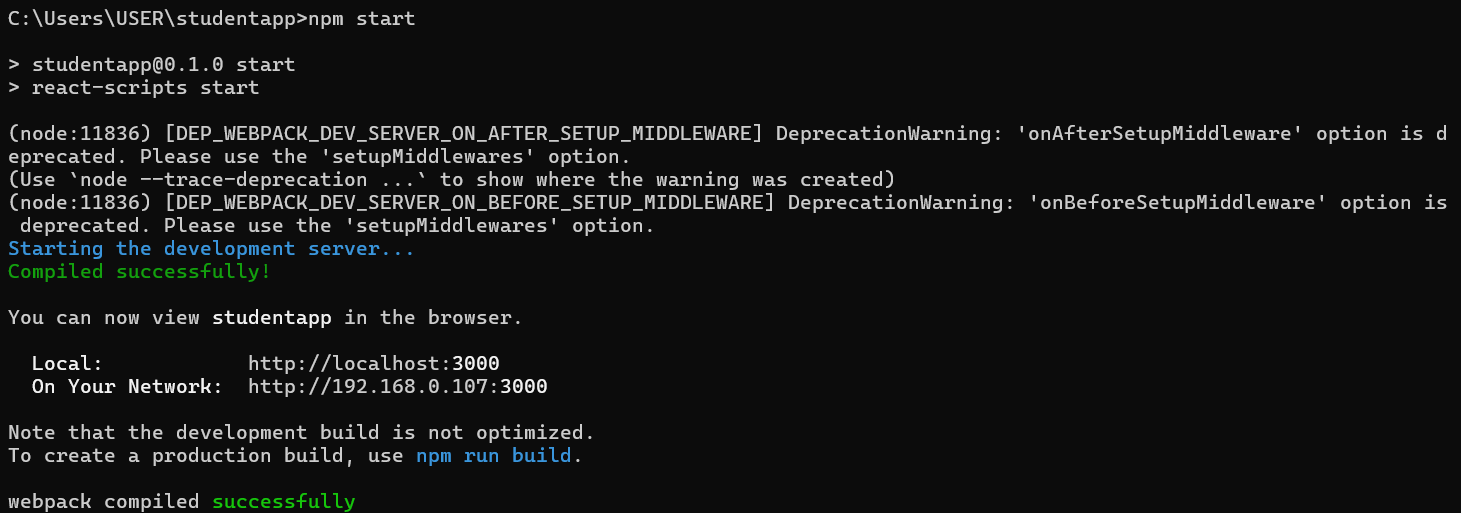 C:\Users\USER\studentapp>npm start
> studentapp@0.1.0 start
> react-scripts start
(node:11836) [DEP_WEBPACK_DEV_SERVER_ON_AFTER_SETUP_MIDDLEWARE] DeprecationWarning: 'onAfterSetupMiddleware' option is d
eprecated. Please use the 'setupMiddlewares' option.
(Use `node --trace-deprecation ...` to show where the warning was created)
(node:11836) [DEP_WEBPACK_DEV_SERVER_ON_BEFORE_SETUP_MIDDLEWARE] DeprecationWarning: 'onBeforeSetupMiddleware' option is
 deprecated. Please use the 'setupMiddlewares' option.
Starting the development server...
Compiled successfully!
You can now view studentapp in the browser.
  Local:            http://localhost:3000
  On Your Network:  http://192.168.0.107:3000
Note that the development build is not optimized.
To create a production build, use npm run build.
webpack compiled successfully